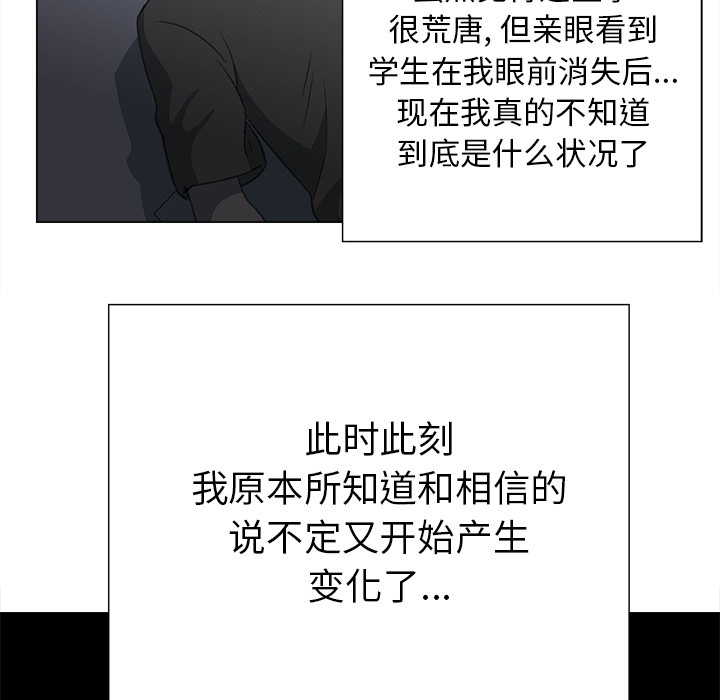 很荒唐, 但亲眼看到
学生在我眼前消失后...
现在我真的不知道
到底是什么状况了
此时此刻
我原本所知道和相信的
说不定又开始产生
变化了...